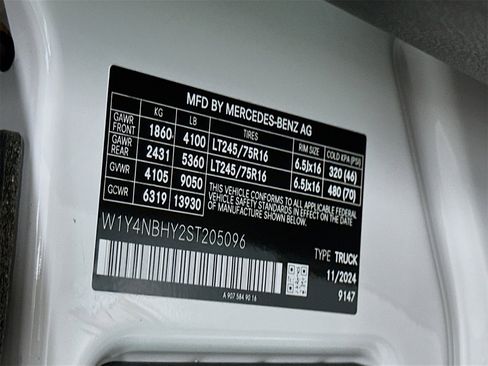 MFD BY MERCEDES-BENZ AG
KG LB TIRES RIM SIZE COLD KPA (PSI)
GAWR FRONT 1860 4100 LT245/75R16 6.5Jx16 320 (46)
GAWR REAR 2431 5360 LT245/75R16 6.5Jx16 480 (70)
GVWR 4105 9050 THIS VEHICLE CONFORMS TO ALL APPLICABLE FEDERAL
GCWR 6319 13930 SAFETY STANDARDS IN EFFECT ON THE DATE
OF MANUFACTURE SHOWN ABOVE.
W1Y4NBHY2ST205096
TYPE TRUCK
11/2024
9147
A 907 584 90 16